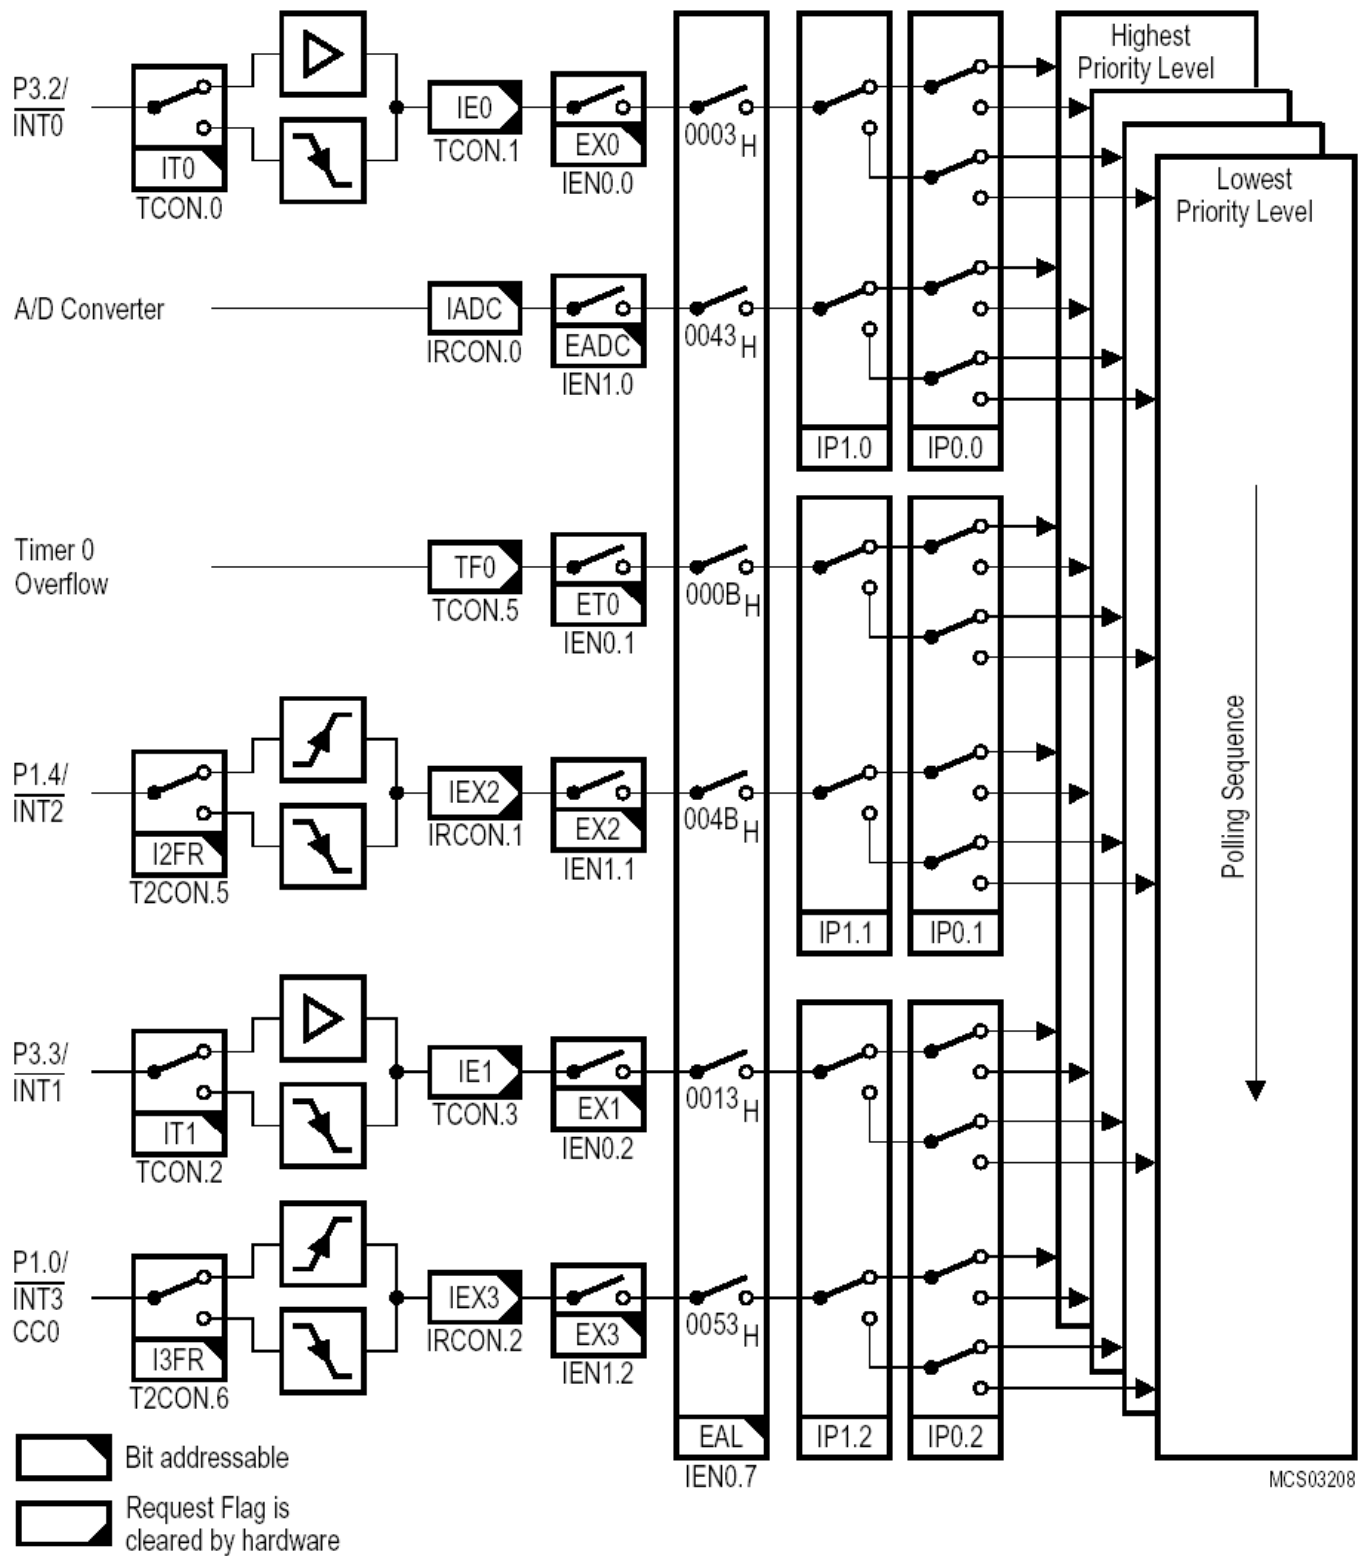 Highest
Priority Level
P3.2/
INT0
IT0
TCON.0
IE0
TCON.1
EX0
IEN0.0
0003H
Lowest
Priority Level
A/D Converter
IADC
IRCON.0
EADC
IEN1.0
0043H
IP1.0
IP0.0
Timer 0
Overflow
TF0
TCON.5
ET0
IEN0.1
000BH
P1.4/
INT2
I2FR
T2CON.5
IEX2
IRCON.1
EX2
IEN1.1
004BH
IP1.1
IP0.1
Polling Sequence
P3.3/
INT1
IT1
TCON.2
IE1
TCON.3
EX1
IEN0.2
0013H
P1.0/
INT3
CC0
I3FR
T2CON.6
IEX3
IRCON.2
EX3
IEN1.2
0053H
EAL
IEN0.7
IP1.2
IP0.2
MCS03208
Bit addressable
Request Flag is
cleared by hardware